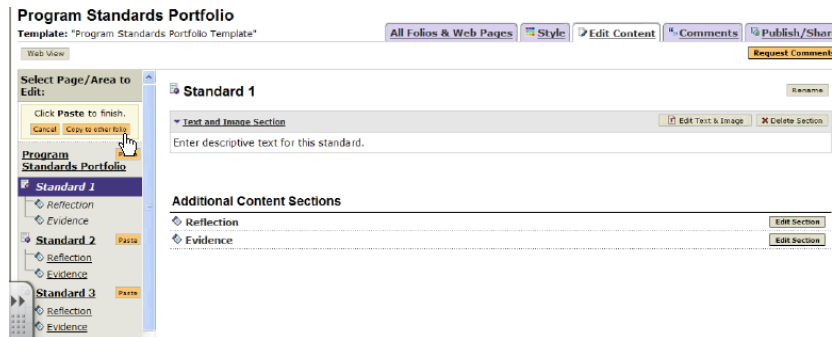 Program Standards Portfolio
Template: "Program Standards Portfolio Template"
All Folios & Web Pages
Style
Edit Content
Comments
Publish/Shar
Web View
Request Comments
Select Page/Area to
Edit:
Click Paste to finish.
Cancel
Copy to other folio
Program
Standards Portfolio
Standard 1
Reflection
Evidence
Standard 2
Paste
Reflection
Evidence
Standard 3
Paste
Reflection
Evidence
Standard 1
Rename
Text and Image Section
Edit Text & Image
Delete Section
Enter descriptive text for this standard.
Additional Content Sections
Reflection
Edit Section
Evidence
Edit Section